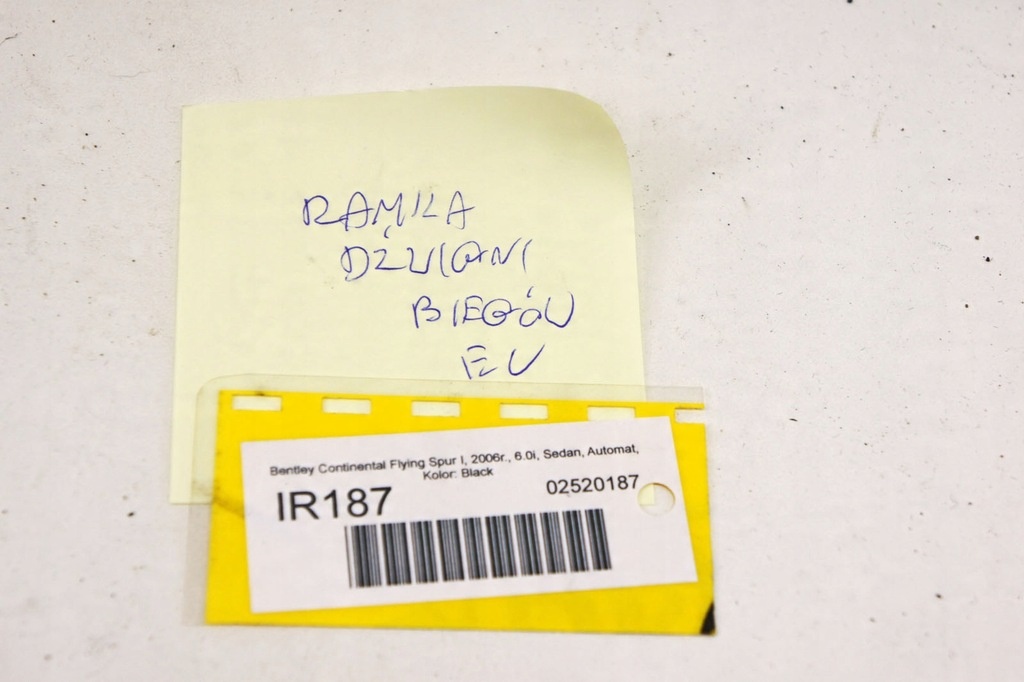 RAMKA
DŹWIGNI
BIEGÓW
EU
Bentley Continental Flying Spur I, 2006r., 6.0i, Sedan, Automat,
Kolor: Black
IR187
02520187